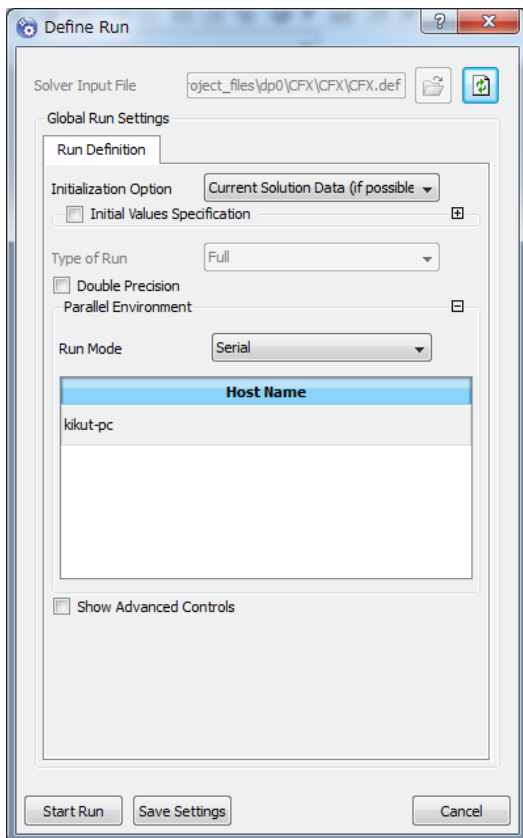 Define Run
Solver Input File roject_files\dp0\CFX\CFX\CFX.def
Global Run Settings
Run Definition
Initialization Option Current Solution Data (if possible
Initial Values Specification
Type of Run Full
Double Precision
Parallel Environment
Run Mode Serial
Host Name
kikut-pc
Show Advanced Controls
Start Run Save Settings Cancel